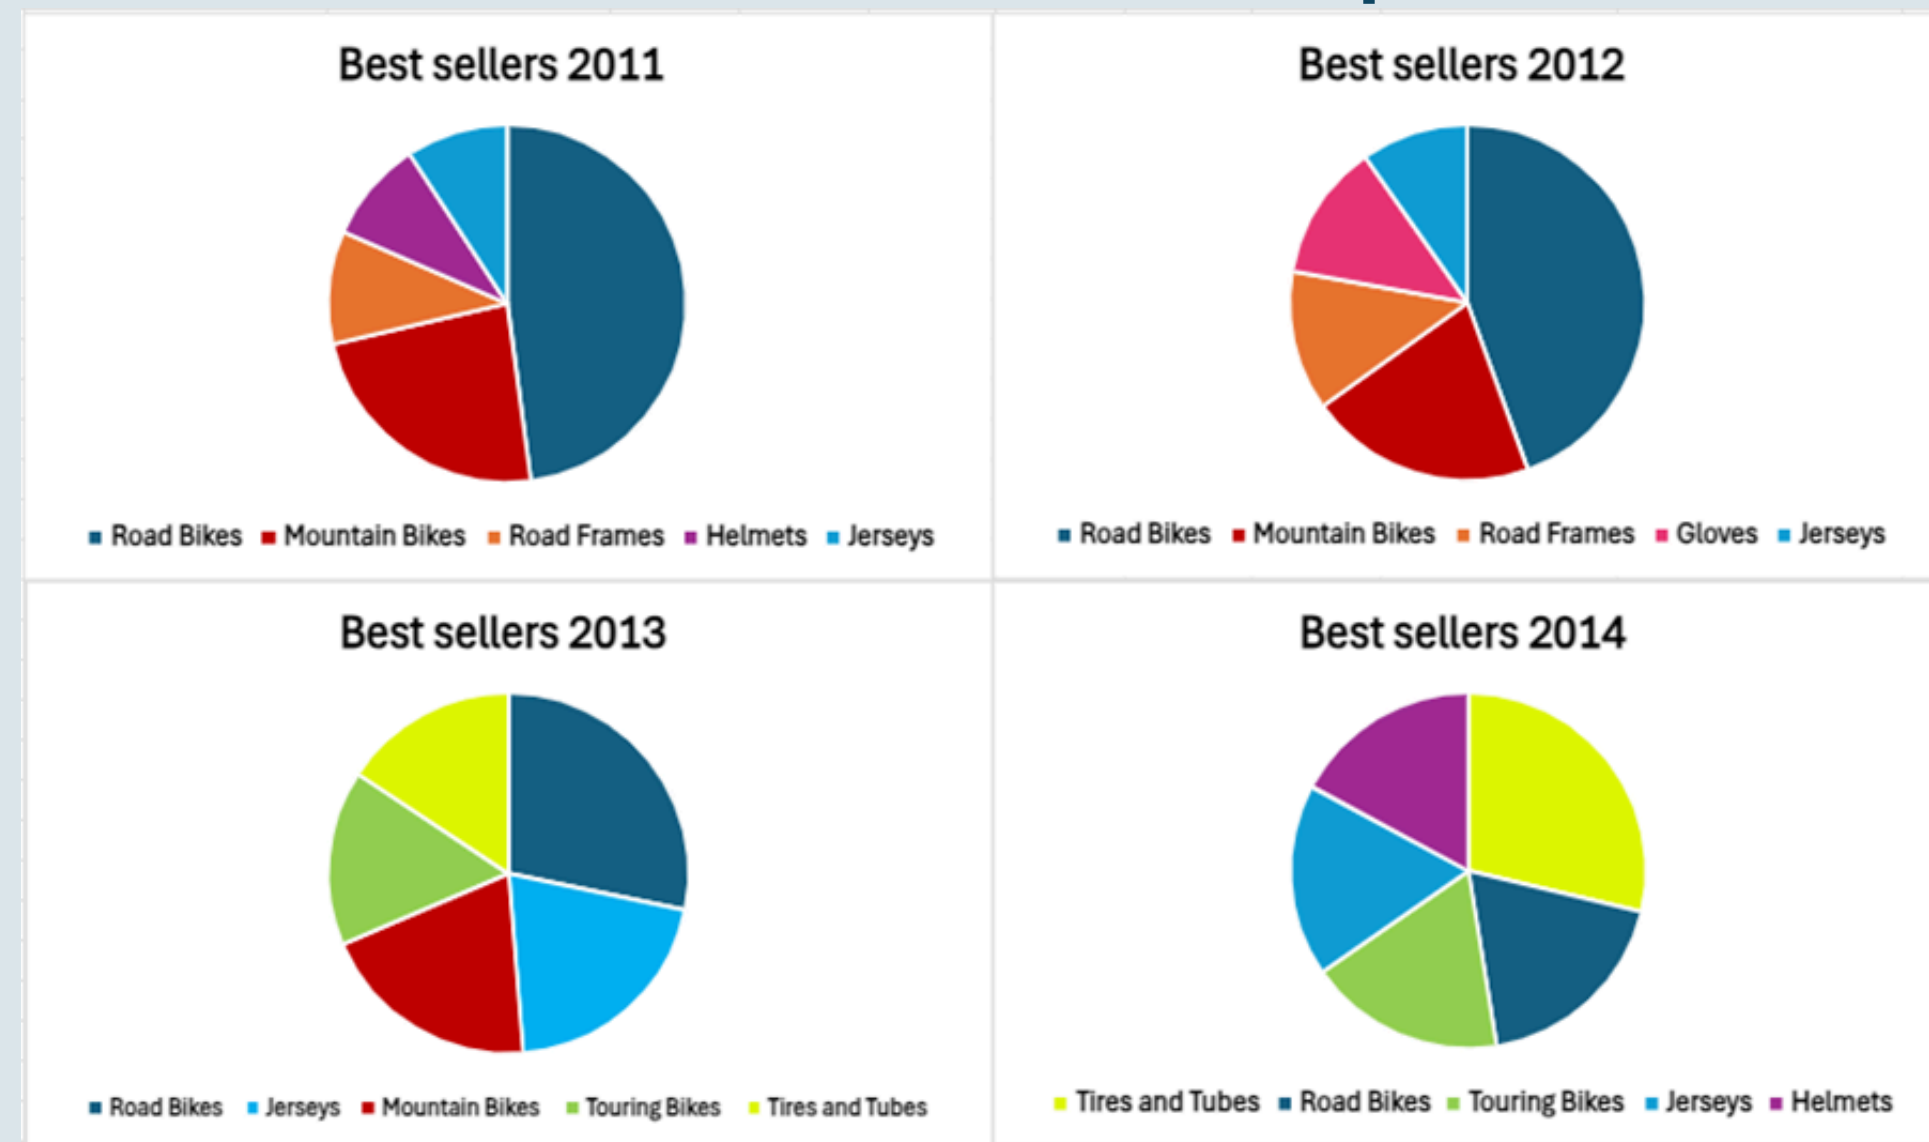 Best sellers 2011
Road Bikes Mountain Bikes Road Frames Helmets Jerseys
Best sellers 2012
Road Bikes Mountain Bikes Road Frames Gloves Jerseys
Best sellers 2013
Road Bikes Jerseys Mountain Bikes Touring Bikes Tires and Tubes
Best sellers 2014
Tires and Tubes Road Bikes Touring Bikes Jerseys Helmets